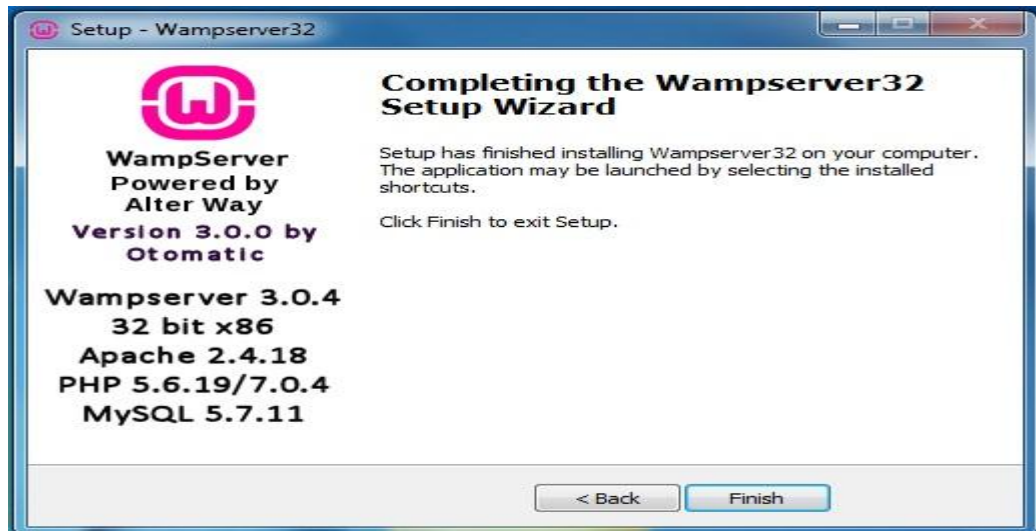 Setup - Wampserver32
WampServer
Powered by
Alter Way
Version 3.0.0 by
Otomatic
Wampserver 3.0.4
32 bit x86
Apache 2.4.18
PHP 5.6.19/7.0.4
MySQL 5.7.11
Completing the Wampserver32
Setup Wizard
Setup has finished installing Wampserver32 on your computer.
The application may be launched by selecting the installed
shortcuts.
Click Finish to exit Setup.
< Back
Finish